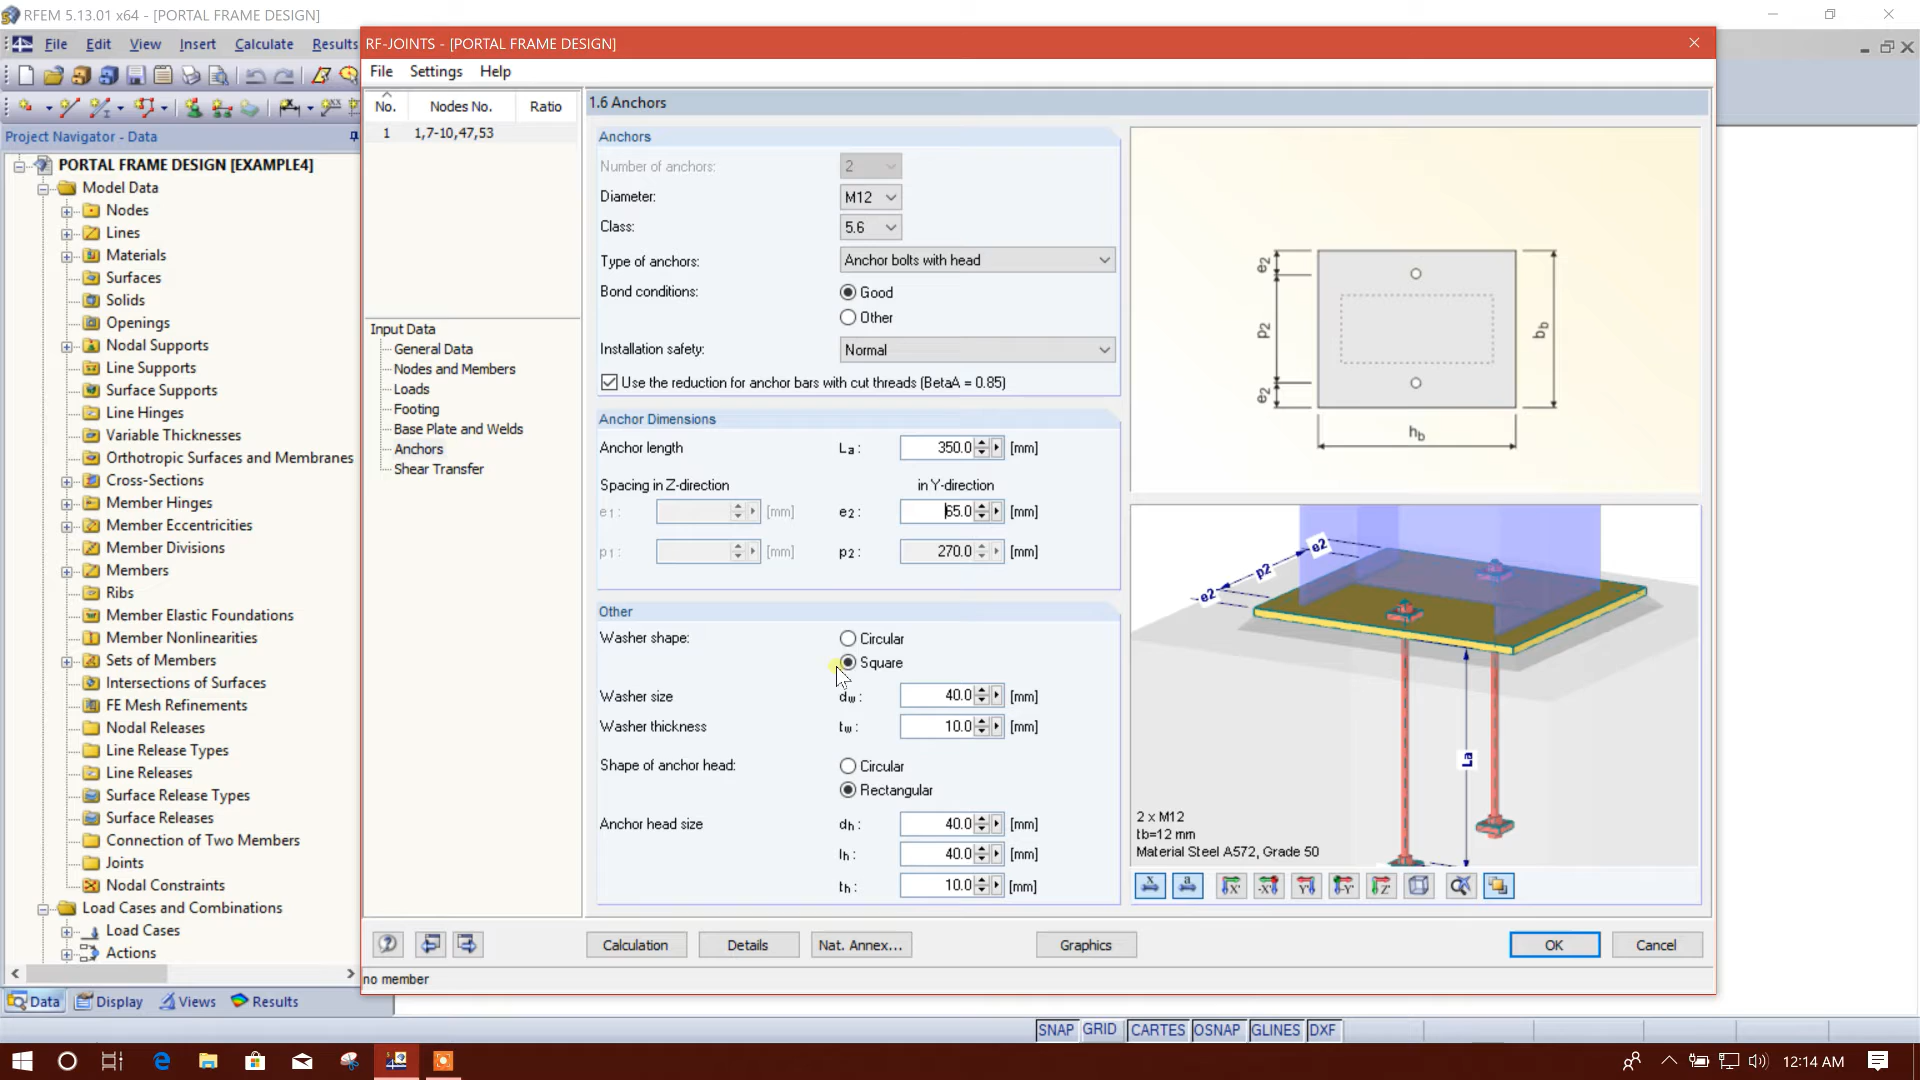 RFEM 5.13.01 x64 - [PORTAL FRAME DESIGN]
File Edit View Insert Calculate Results
Project Navigator - Data
PORTAL FRAME DESIGN [EXAMPLE4]
Model Data
Nodes
Lines
Materials
Surfaces
Solids
Openings
Nodal Supports
Line Supports
Surface Supports
Line Hinges
Variable Thicknesses
Orthotropic Surfaces and Membranes
Cross-Sections
Member Hinges
Member Eccentricities
Member Divisions
Members
Ribs
Member Elastic Foundations
Member Nonlinearities
Sets of Members
Intersections of Surfaces
FE Mesh Refinements
Nodal Releases
Line Release Types
Line Releases
Surface Release Types
Surface Releases
Connection of Two Members
Joints
Nodal Constraints
Load Cases and Combinations
Load Cases
Actions
Data Display Views Results
RF-JOINTS - [PORTAL FRAME DESIGN]
File Settings Help
No. Nodes No. Ratio
1 1,7-10,47,53
Input Data
General Data
Nodes and Members
Loads
Footing
Base Plate and Welds
Anchors
Shear Transfer
1.6 Anchors
Anchors
Number of anchors: 2
Diameter: M12
Class: 5.6
Type of anchors: Anchor bolts with head
Bond conditions: Good
Other
Installation safety: Normal
Use the reduction for anchor bars with cut threads (BetaA = 0.85)
Anchor Dimensions
Anchor length La: 350.0 [mm]
Spacing in Z-direction in Y-direction
e1: [mm] e2: 65.0 [mm]
p1: [mm] p2: 270.0 [mm]
Other
Washer shape: Circular
Square
Washer size dw: 40.0 [mm]
Washer thickness tw: 10.0 [mm]
Shape of anchor head: Circular
Rectangular
Anchor head size dh: 40.0 [mm]
lh: 40.0 [mm]
th: 10.0 [mm]
e2
p2
e2
bb
hb
e2
p2
e2
La
2 x M12
tb=12 mm
Material Steel A572, Grade 50
x a X' -X' Y' -Y' Z'
Calculation Details Nat. Annex... Graphics OK Cancel
no member
SNAP GRID CARTES OSNAP GLINES DXF
12:14 AM